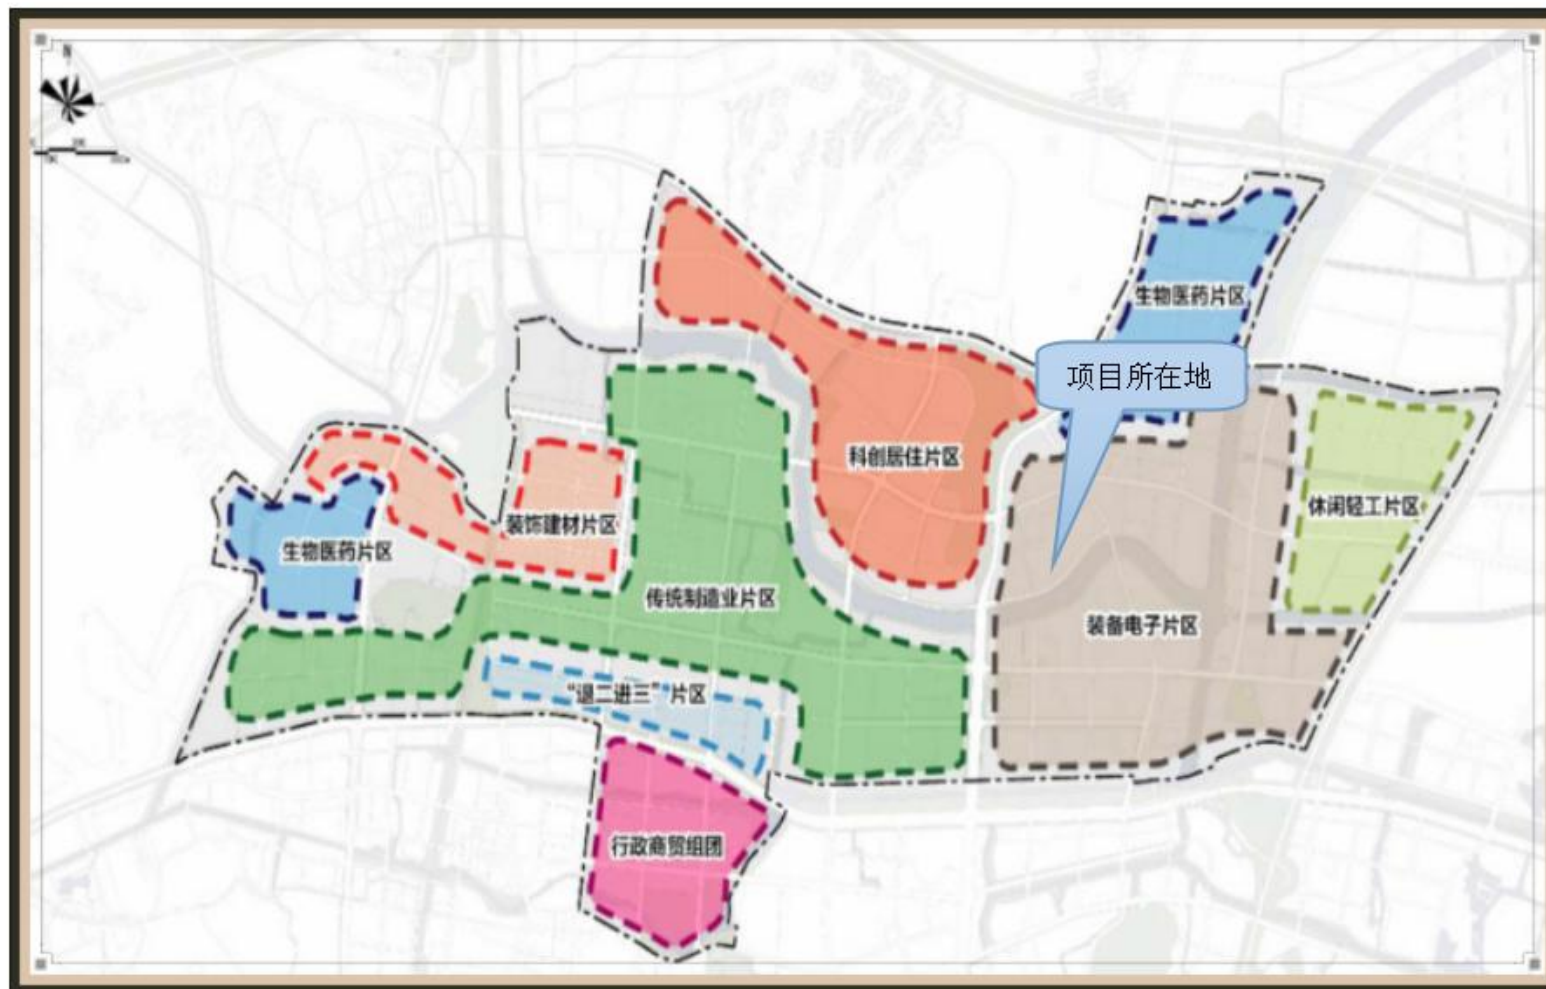 N
生物医药片区
项目所在地
科创居住片区
休闲轻工片区
装饰建材片区
生物医药片区
传统制造业片区
装备电子片区
“退二进三”片区
行政商贸组团